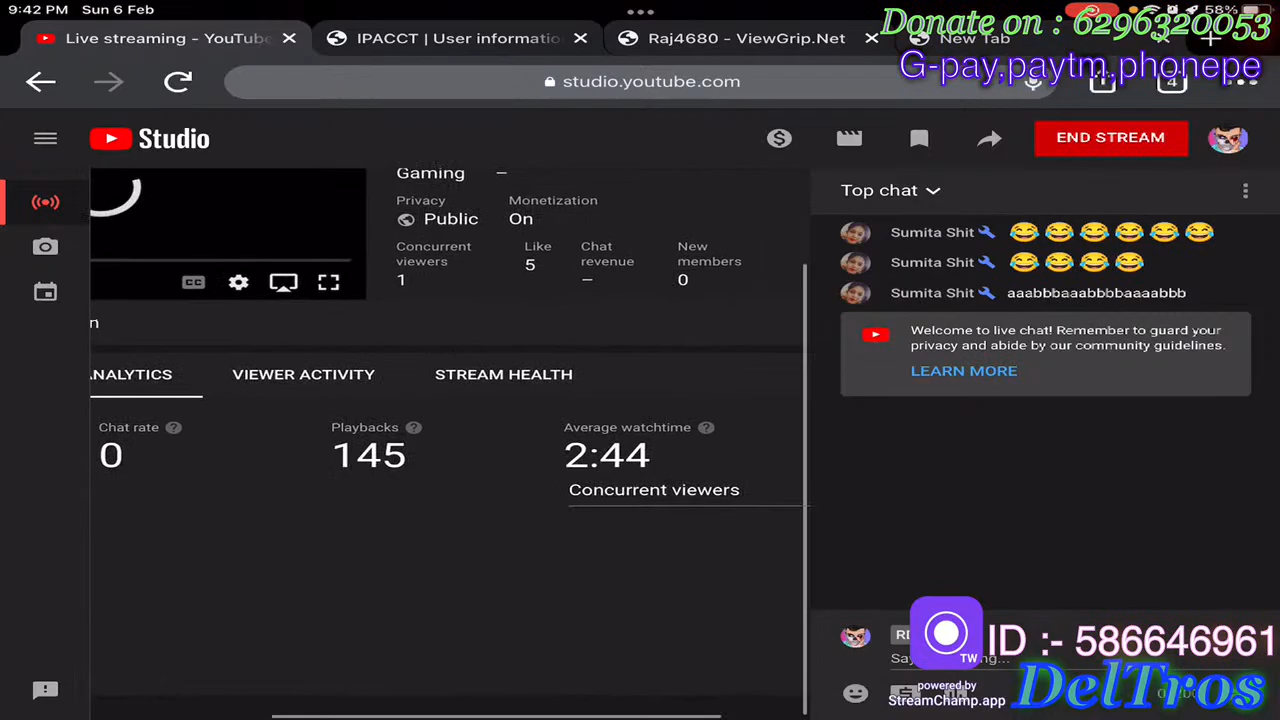 9:42 PM Sun 6 Feb
58%
Donate on : 6296320053
Live streaming - YouTube
IPACCT | User informatio
Raj4680 - ViewGrip.Net
New Tab
G-pay,paytm,phonepe
studio.youtube.com
4
Studio
END STREAM
Gaming –
Privacy Monetization
Public On
Concurrent viewers
1
Like
5
Chat revenue
–
New members
0
n
ANALYTICS VIEWER ACTIVITY STREAM HEALTH
Chat rate
0
Playbacks
145
Average watchtime
2:44
Concurrent viewers
Top chat
Sumita Shit 😂😂😂😂😂😂
Sumita Shit 😂😂😂😂
Sumita Shit aaabbbaaabbbbaaaabbb
Welcome to live chat! Remember to guard your
privacy and abide by our community guidelines.
LEARN MORE
TW
ID :- 586646961
powered by
StreamChamp.app
DelTros